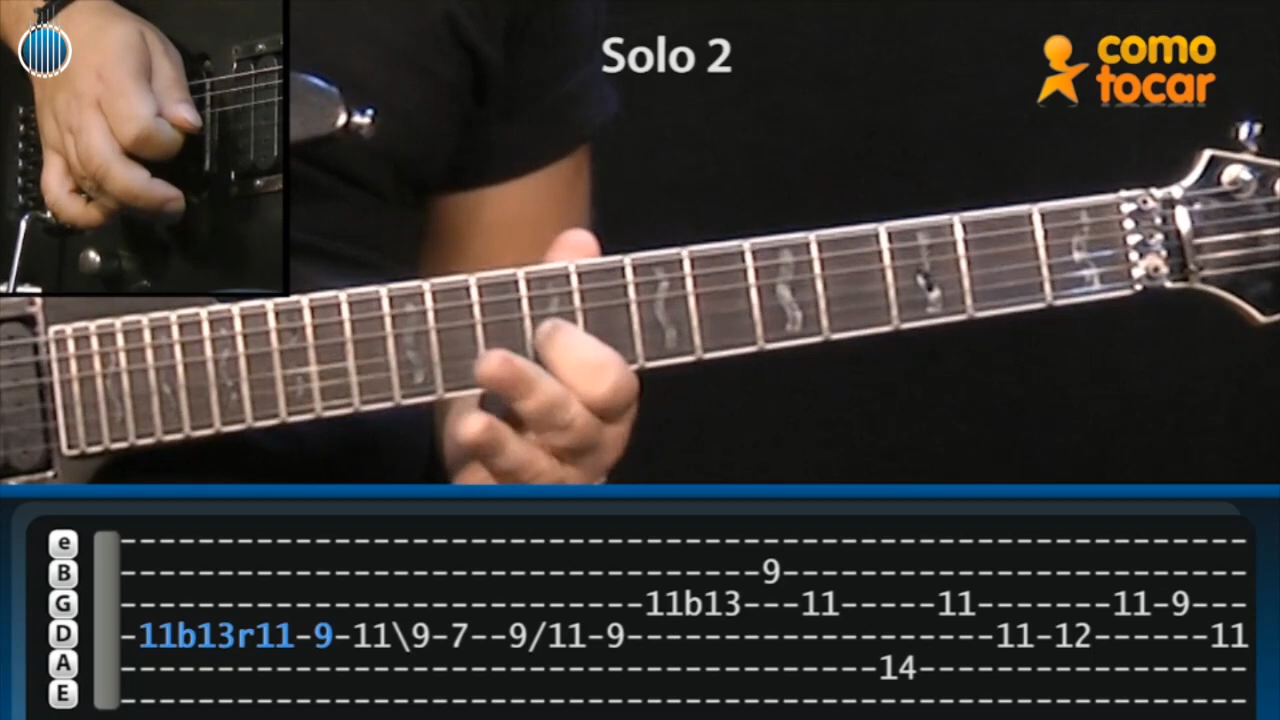 Solo 2
como
tocar
e-----------------------------------------------------------
B---------------------------------9-------------------------
G---------------------------11b13---11-----11-------11-9---
D-11b13r11-9-11\9-7--9/11-9-------------------11-12------11
A---------------------------------------14------------------
E-----------------------------------------------------------